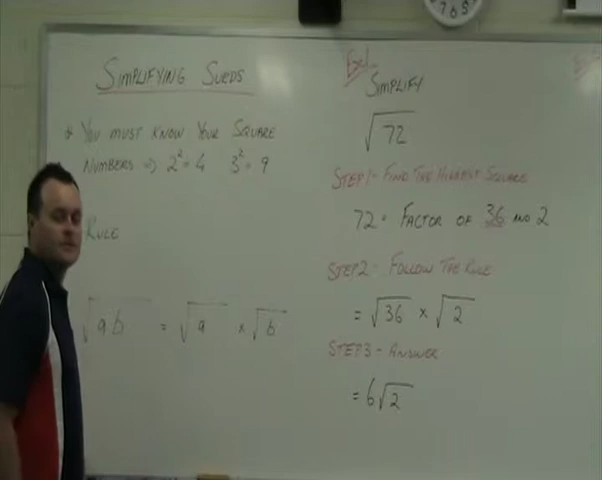 SIMPLIFYING SURDS
* YOU MUST KNOW YOUR SQUARE
NUMBERS => 2² = 4 3² = 9
RULE
√ab = √a × √b
Ex1.
SIMPLIFY
√72
STEP 1 - FIND THE HIGHEST SQUARE
72 = FACTOR OF 36 AND 2
STEP 2 - FOLLOW THE RULE
= √36 × √2
STEP 3 - ANSWER
= 6√2